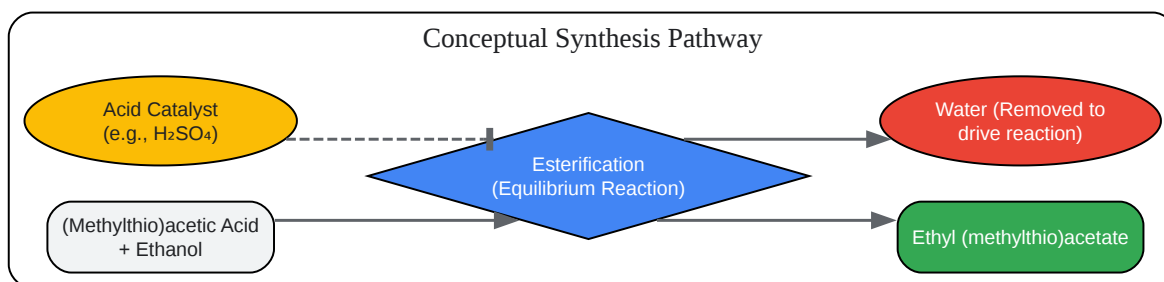 Conceptual Synthesis Pathway
Acid Catalyst
(e.g., H₂SO₄)
Water (Removed to
drive reaction)
Esterification
(Equilibrium Reaction)
(Methylthio)acetic Acid
+ Ethanol
Ethyl (methylthio)acetate